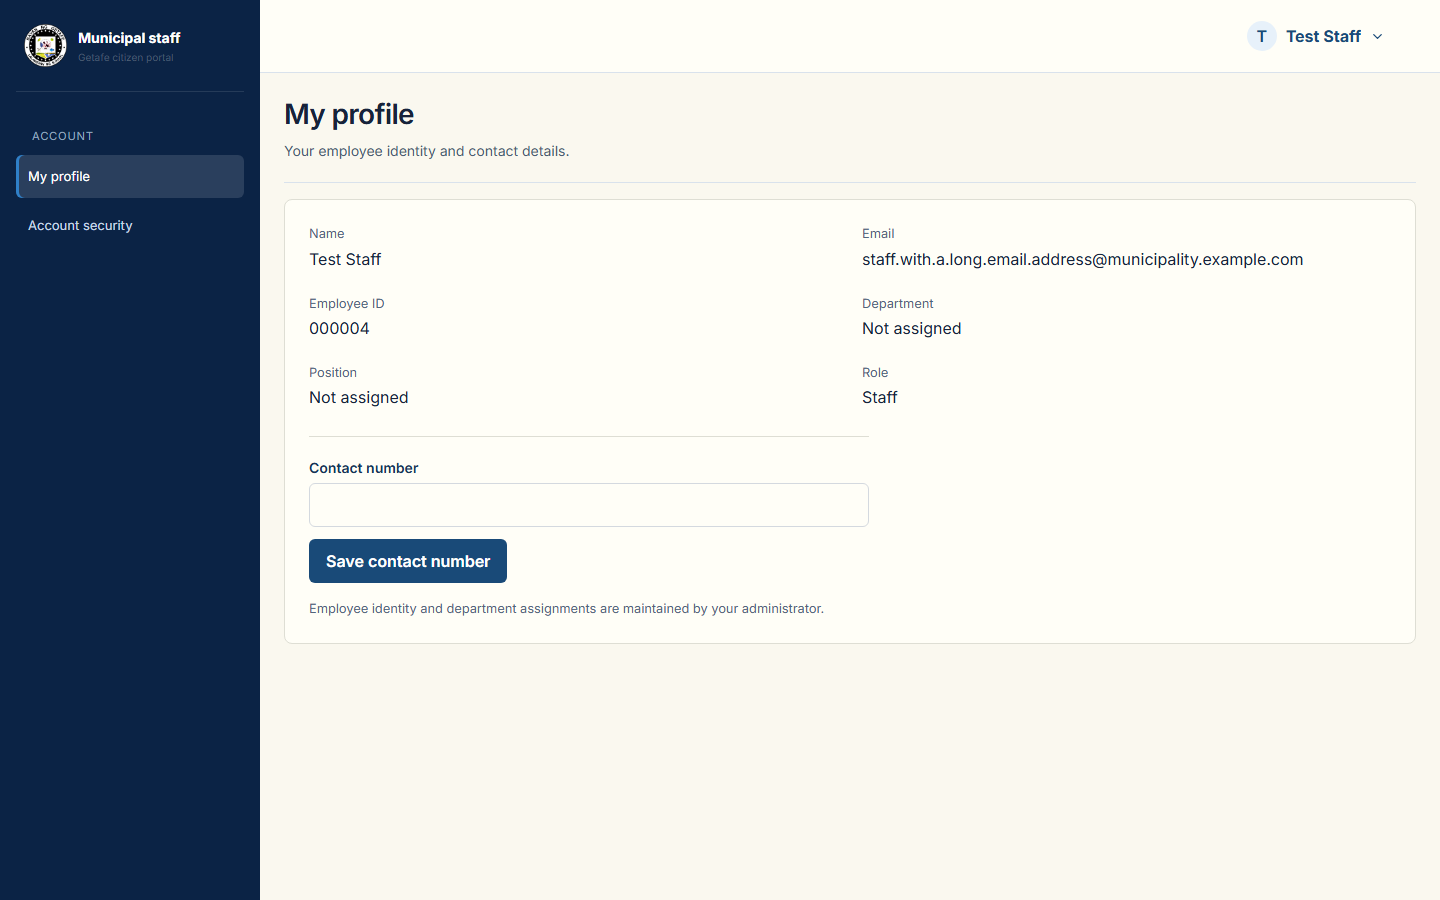 Municipal staff
Getafe citizen portal
ACCOUNT
My profile
Account security
T Test Staff
My profile
Your employee identity and contact details.
Name
Test Staff
Email
staff.with.a.long.email.address@municipality.example.com
Employee ID
000004
Department
Not assigned
Position
Not assigned
Role
Staff
Contact number
Save contact number
Employee identity and department assignments are maintained by your administrator.